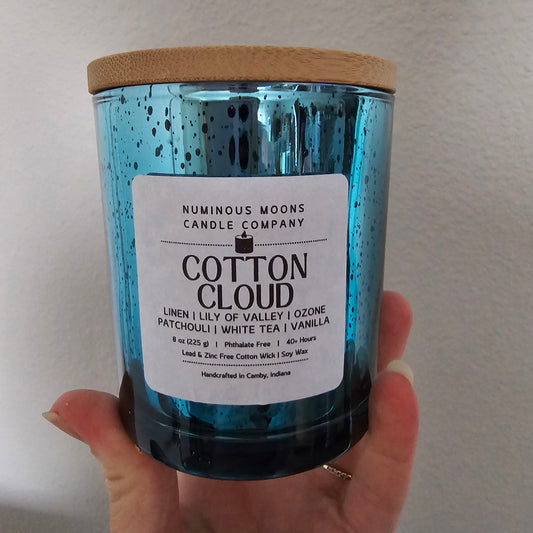 NUMINOUS MOONS
CANDLE COMPANY
COTTON
CLOUD
LINEN | LILY OF VALLEY | OZONE
PATCHOULI | WHITE TEA | VANILLA
8 oz (225 g) | Phthalate Free | 40+ Hours
Lead & Zinc Free Cotton Wick | Soy Wax
Handcrafted in Camby, Indiana